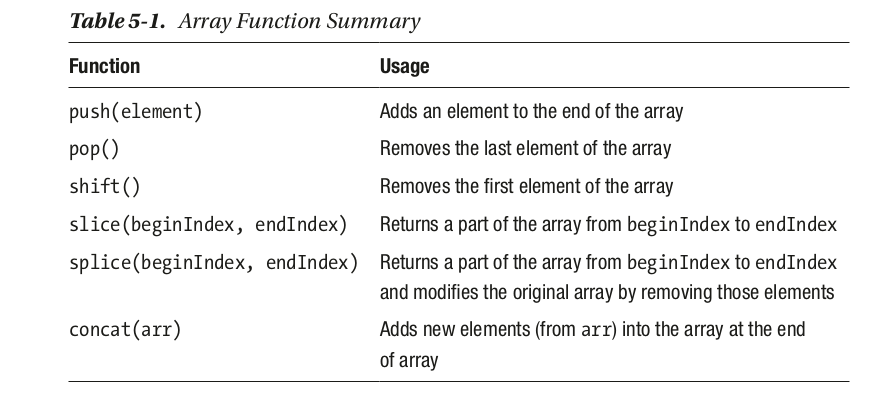 Table 5-1. Array Function Summary
Function Usage
push(element) Adds an element to the end of the array
pop() Removes the last element of the array
shift() Removes the first element of the array
slice(beginIndex, endIndex) Returns a part of the array from beginIndex to endIndex
splice(beginIndex, endIndex) Returns a part of the array from beginIndex to endIndex
and modifies the original array by removing those elements
concat(arr) Adds new elements (from arr) into the array at the end
of array